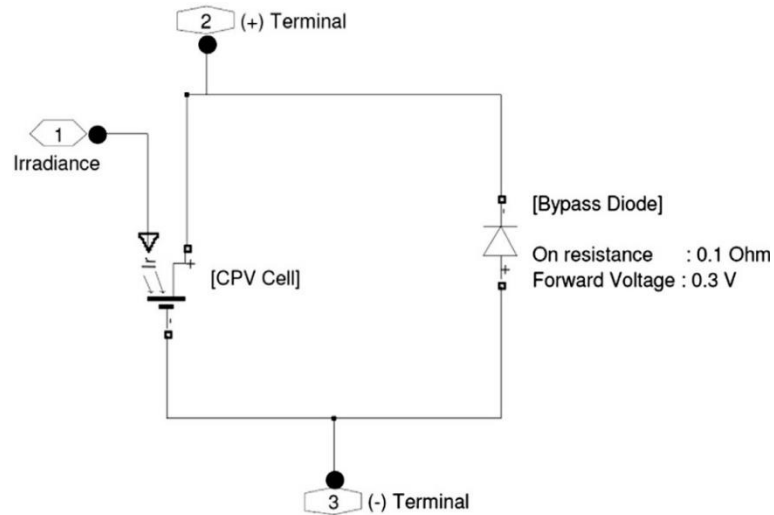 2
(+) Terminal
1
Irradiance
Ir
+
[CPV Cell]
-
-
[Bypass Diode]
On resistance : 0.1 Ohm
+
Forward Voltage : 0.3 V
3
(-) Terminal